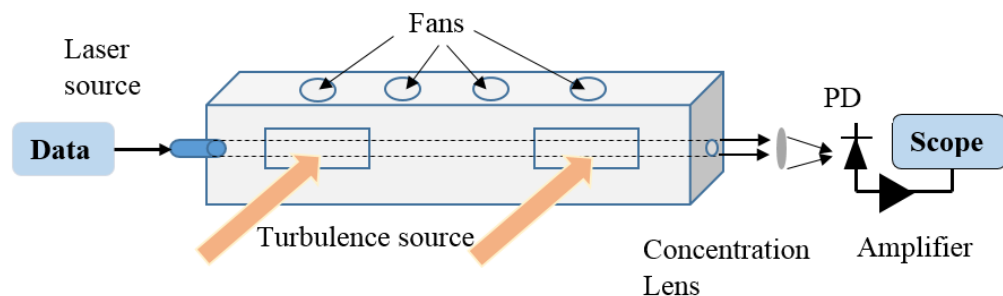 Fans
Laser
source
PD
Data
Scope
Turbulence source
Concentration
Lens
Amplifier